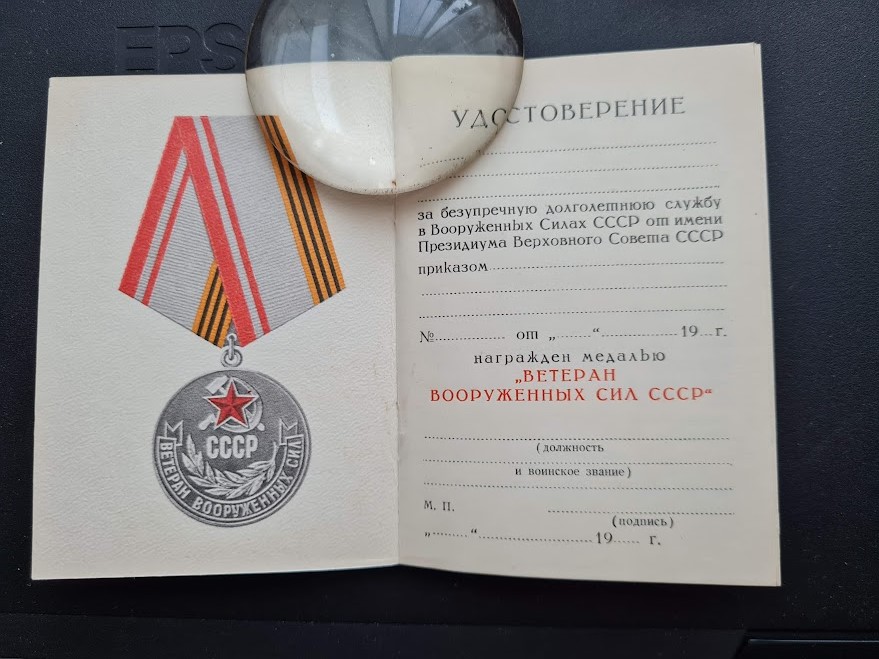 EPS
СССР
ВЕТЕРАН ВООРУЖЕННЫХ СИЛ
УДОСТОВЕРЕНИЕ
за безупречную долголетнюю службу
в Вооруженных Силах СССР от имени
Президиума Верховного Совета СССР
приказом
№ от „ “ 19 г.
награжден медалью
„ВЕТЕРАН
ВООРУЖЕННЫХ СИЛ СССР“
(должность
и воинское звание)
М. П.
(подпись)
„ “ 19 г.